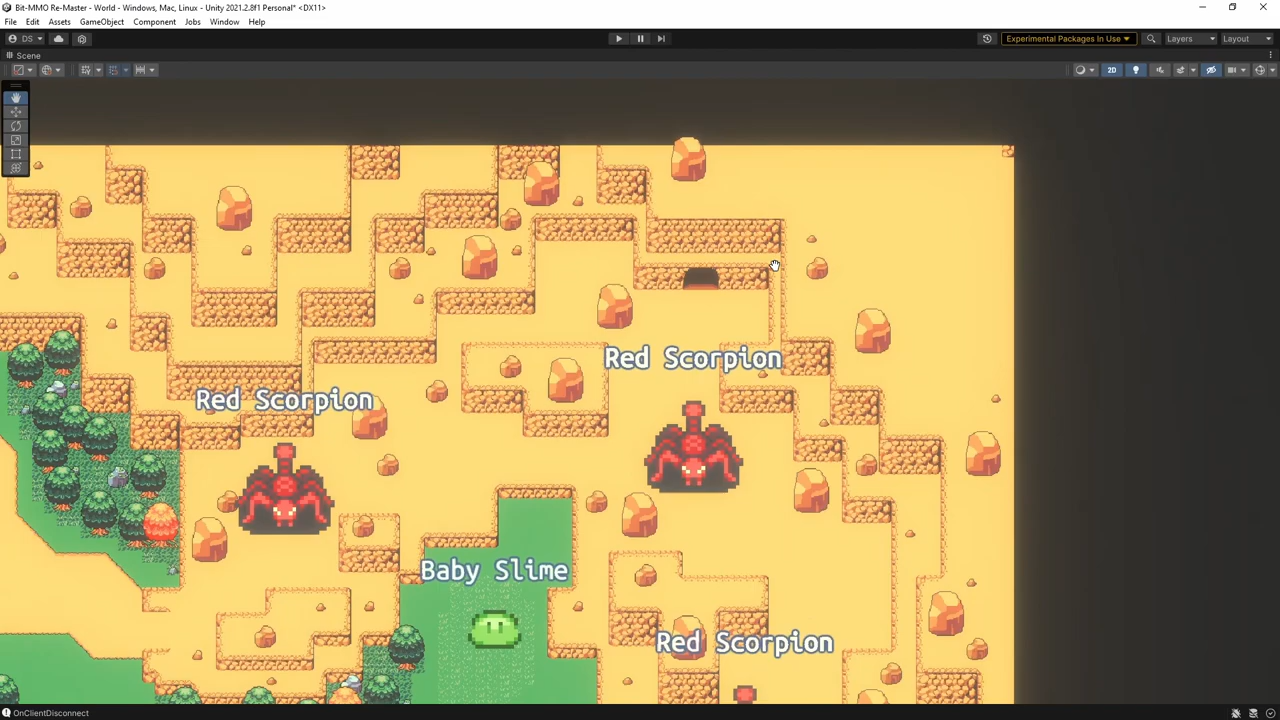 Bit-MMO Re-Master - World - Windows, Mac, Linux - Unity 2021.2.8f1 Personal* <DX11>
File Edit Assets GameObject Component Jobs Window Help
DS
Experimental Packages In Use
Layers
Layout
Scene
2D
Red Scorpion
Red Scorpion
Baby Slime
Red Scorpion
OnClientDisconnect